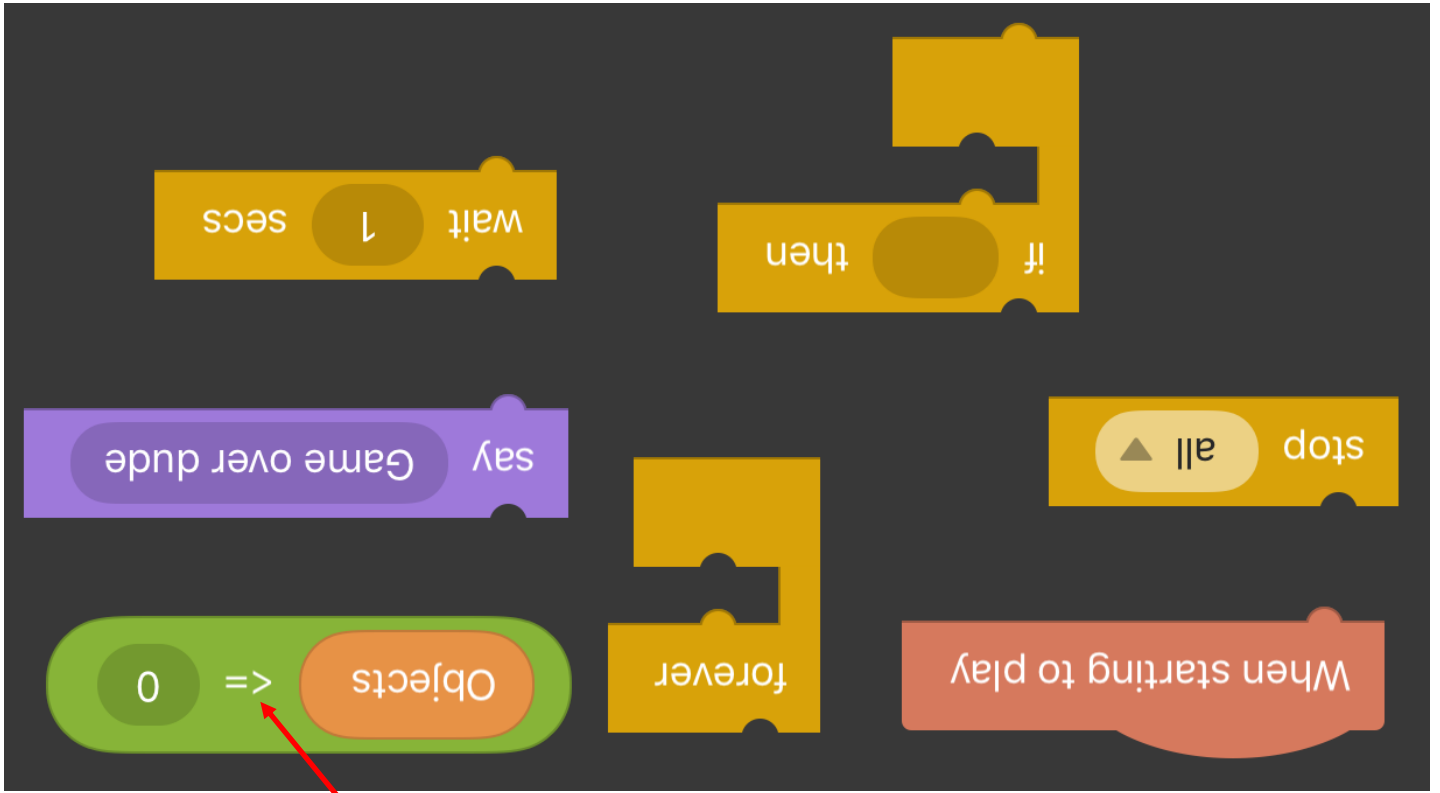 When starting to play
forever
Objects <= 0
stop all
say Game over dude
if then
wait 1 secs